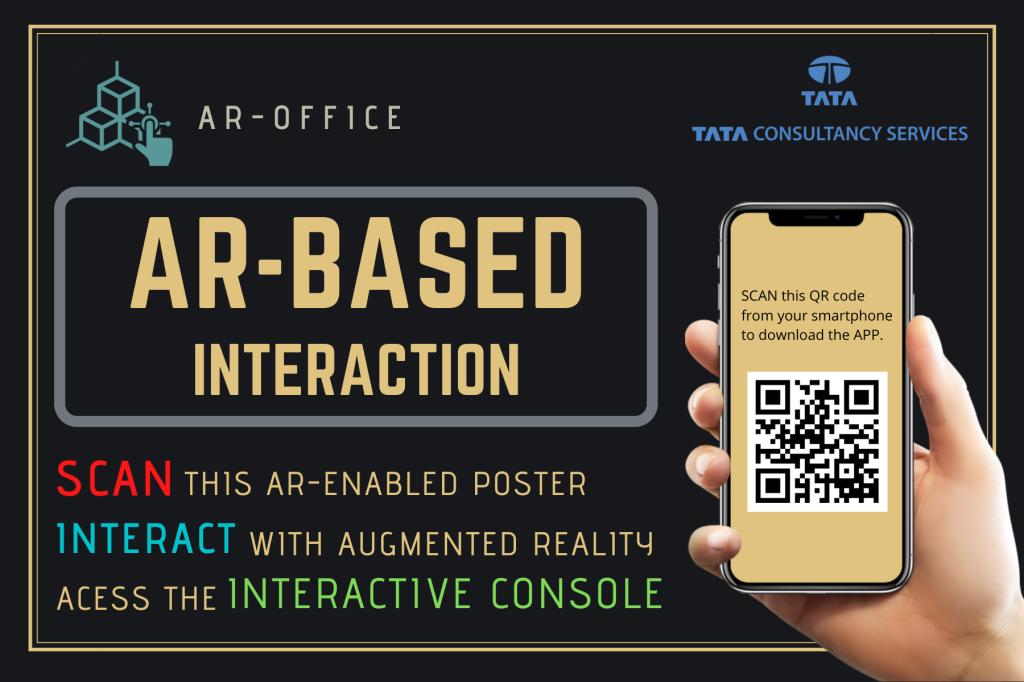 AR-OFFICE
TATA
TATA CONSULTANCY SERVICES
AR-BASED
INTERACTION
SCAN this QR code
from your smartphone
to download the APP.
SCAN THIS AR-ENABLED POSTER
INTERACT WITH AUGMENTED REALITY
ACESS THE INTERACTIVE CONSOLE